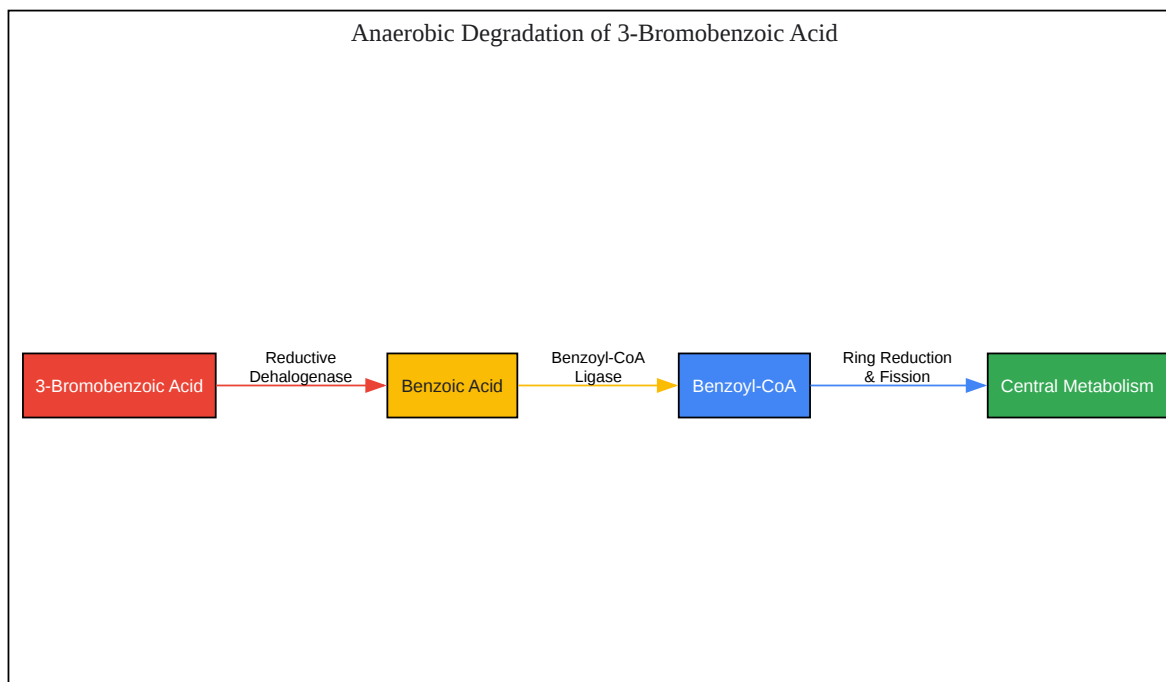 Anaerobic Degradation of 3-Bromobenzoic Acid
3-Bromobenzoic Acid
Reductive
Dehalogenase
Benzoic Acid
Benzoyl-CoA
Ligase
Benzoyl-CoA
Ring Reduction
& Fission
Central Metabolism